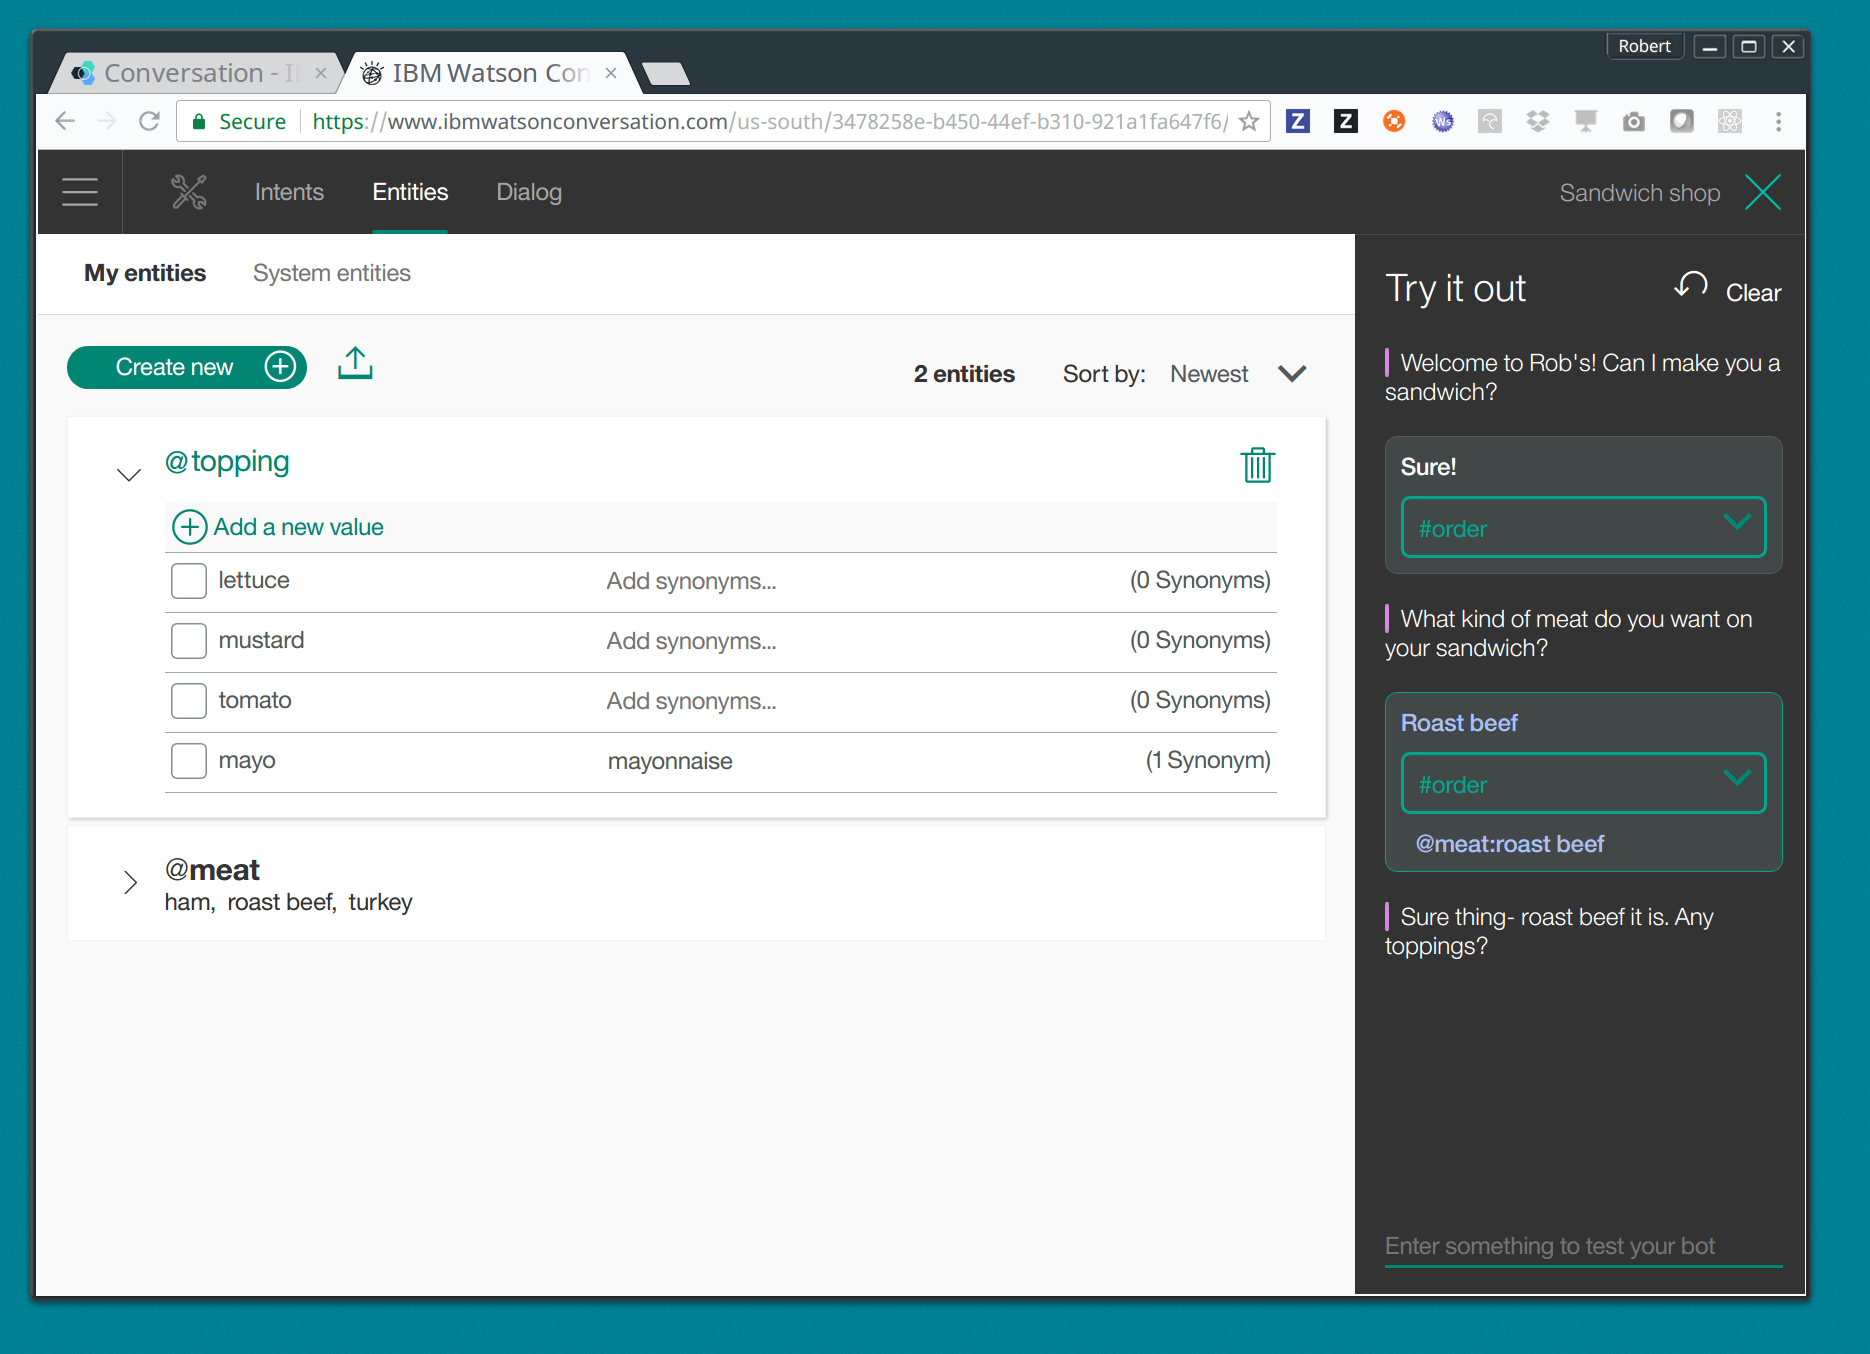 Robert
Conversation - I
IBM Watson Con
Secure
https://www.ibmwatsonconversation.com/us-south/3478258e-b450-44ef-b310-921a1fa647f6/
Z
Z
Ws
Intents
Entities
Dialog
Sandwich shop
My entities
System entities
Create new
2 entities
Sort by:
Newest
@topping
Add a new value
lettuce
Add synonyms...
(0 Synonyms)
mustard
Add synonyms...
(0 Synonyms)
tomato
Add synonyms...
(0 Synonyms)
mayo
mayonnaise
(1 Synonym)
@meat
ham, roast beef, turkey
Try it out
Clear
Welcome to Rob's! Can I make you a
sandwich?
Sure!
#order
What kind of meat do you want on
your sandwich?
Roast beef
#order
@meat:roast beef
Sure thing- roast beef it is. Any
toppings?
Enter something to test your bot